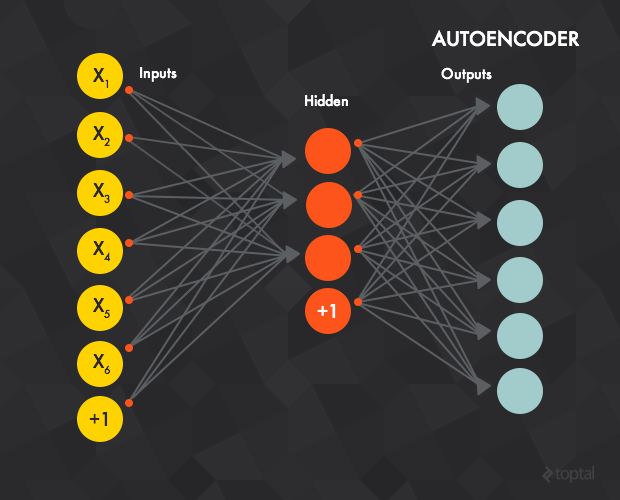 AUTOENCODER
Inputs
Outputs
Hidden
X1
X2
X3
X4
X5
X6
+1
+1
toptal